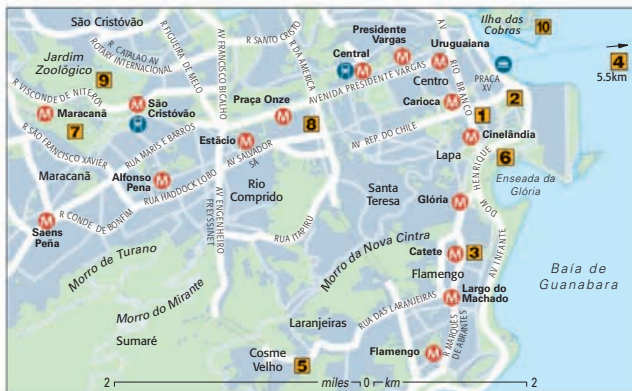 São Cristóvão
Jardim
Zoológico
R CATALAO AV
ROTARY INTERNATIONAL
R FIGUEIRA DE MELO
AV FRANCISCO BICALHO
R SANTO CRISTO
R DA AMERICA
Presidente
Vargas
Central
Uruguaiana
AV RIO BRANCO
Ilha das
Cobras
10
4
5.5km
9
R VISCONDE DE NITERÓI
Maracanã
7
São
Cristóvão
Praça Onze
8
AVENIDA PRESIDENTE VARGAS
Centro
PRAÇA
XV
Carioca
1
2
R SÃO FRANCISCO XAVIER
RUA MARIS E BARROS
Estácio
AV SALVADOR
SÁ
AV REP. DO CHILE
Cinelândia
Lapa
6
Enseada da
Glória
Maracanã
Alfonso
Pena
RUA HADDOCK LOBO
Rio
Comprido
Santa
Teresa
Glória
AV INFANTE DOM HENRIQUE
Saens
Peña
R CONDE DE BONFIM
AV ENGENHEIRO
FREYSSINET
RUA ITAPIRU
Morro de Turano
Morro da Nova Cintra
Catete
3
Flamengo
Baía de
Guanabara
Morro do Mirante
Sumaré
Laranjeiras
RUA DAS LARANJEIRAS
Largo do
Machado
R MARQUÊS
DE ABRANTES
Cosme
Velho
5
Flamengo
2 miles 0 km 2